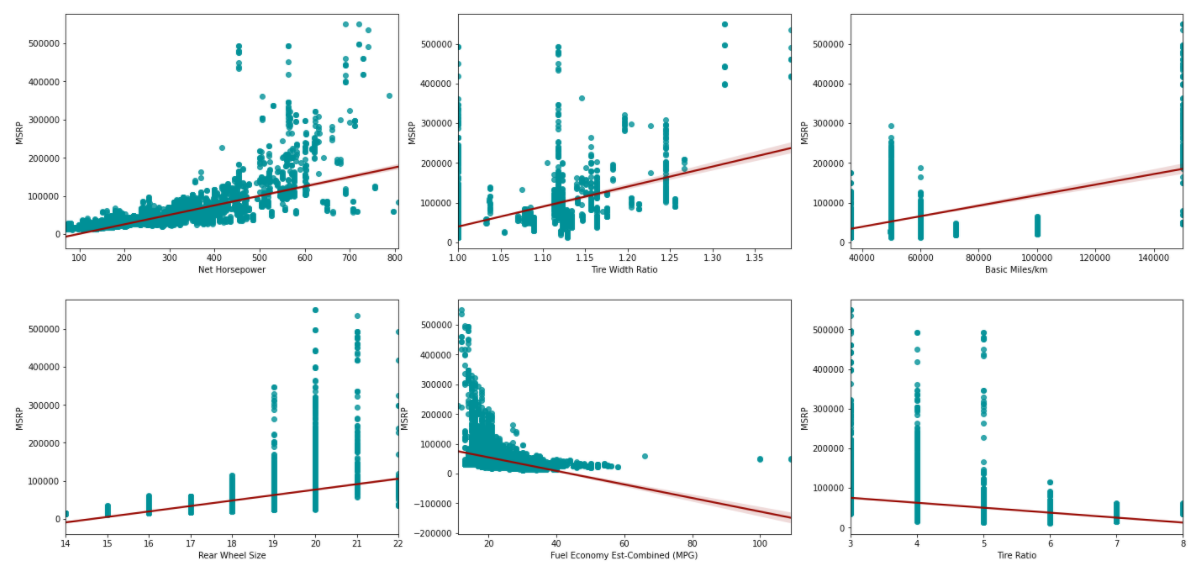 500000
400000
300000
200000
100000
0
MSRP
100 200 300 400 500 600 700 800
Net Horsepower
500000
400000
300000
200000
100000
0
MSRP
1.00 1.05 1.10 1.15 1.20 1.25 1.30 1.35
Tire Width Ratio
500000
400000
300000
200000
100000
0
MSRP
40000 60000 80000 100000 120000 140000
Basic Miles/km
500000
400000
300000
200000
100000
0
MSRP
14 15 16 17 18 19 20 21 22
Rear Wheel Size
500000
400000
300000
200000
100000
0
−100000
−200000
MSRP
20 40 60 80 100
Fuel Economy Est-Combined (MPG)
500000
400000
300000
200000
100000
0
MSRP
3 4 5 6 7 8
Tire Ratio